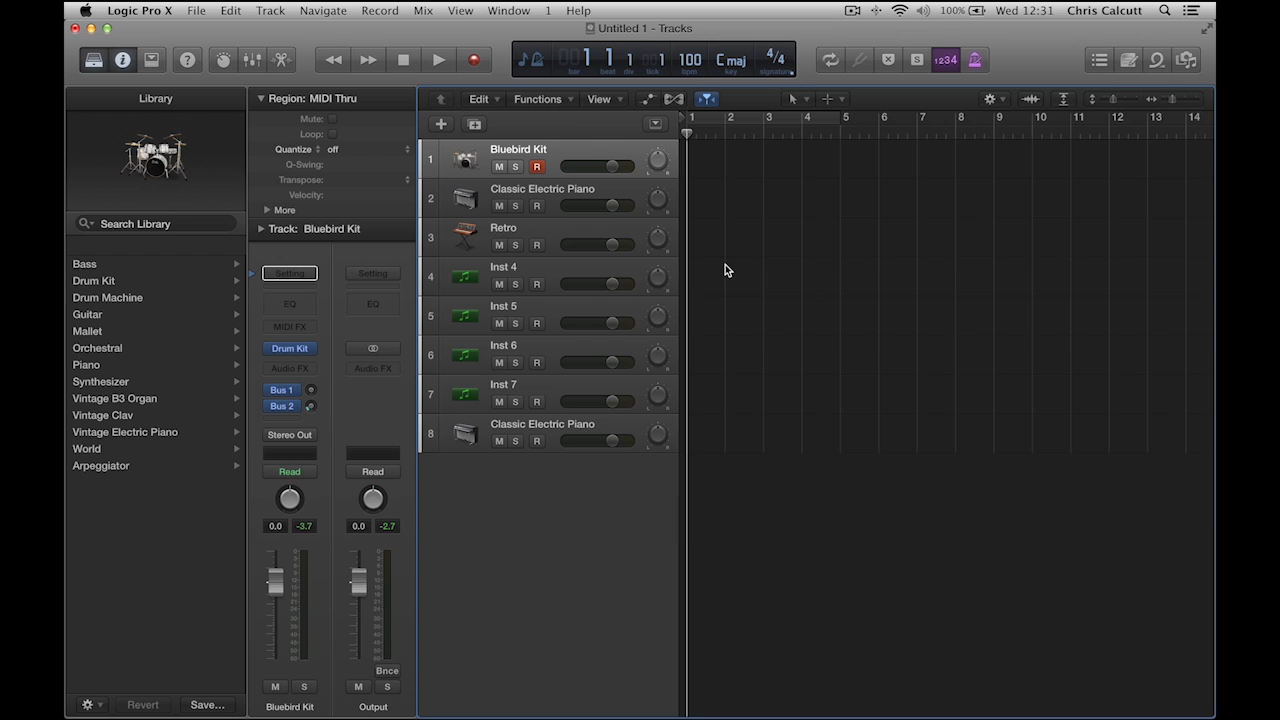 Logic Pro X File Edit Track Navigate Record Mix View Window 1 Help 100% Wed 12:31 Chris Calcutt
Untitled 1 - Tracks
1 1 1 1 100 C maj 4/4
bar beat div tick bpm key signature
1234
Library
Region: MIDI Thru
Mute:
Loop:
Quantize off
Q-Swing:
Transpose:
Velocity:
More
Track: Bluebird Kit
Edit Functions View
1 2 3 4 5 6 7 8 9 10 11 12 13 14
Search Library
Bass
Drum Kit
Drum Machine
Guitar
Mallet
Orchestral
Piano
Synthesizer
Vintage B3 Organ
Vintage Clav
Vintage Electric Piano
World
Arpeggiator
Revert Save...
Setting Setting
EQ EQ
MIDI FX
Drum Kit
Audio FX Audio FX
Bus 1
Bus 2
Stereo Out
Read Read
0.0 -3.7 0.0 -2.7
Bnce
M S M S
Bluebird Kit Output
1 Bluebird Kit
M S R L R
2 Classic Electric Piano
M S R L R
3 Retro
M S R L R
4 Inst 4
M S R L R
5 Inst 5
M S R L R
6 Inst 6
M S R L R
7 Inst 7
M S R L R
8 Classic Electric Piano
M S R L R